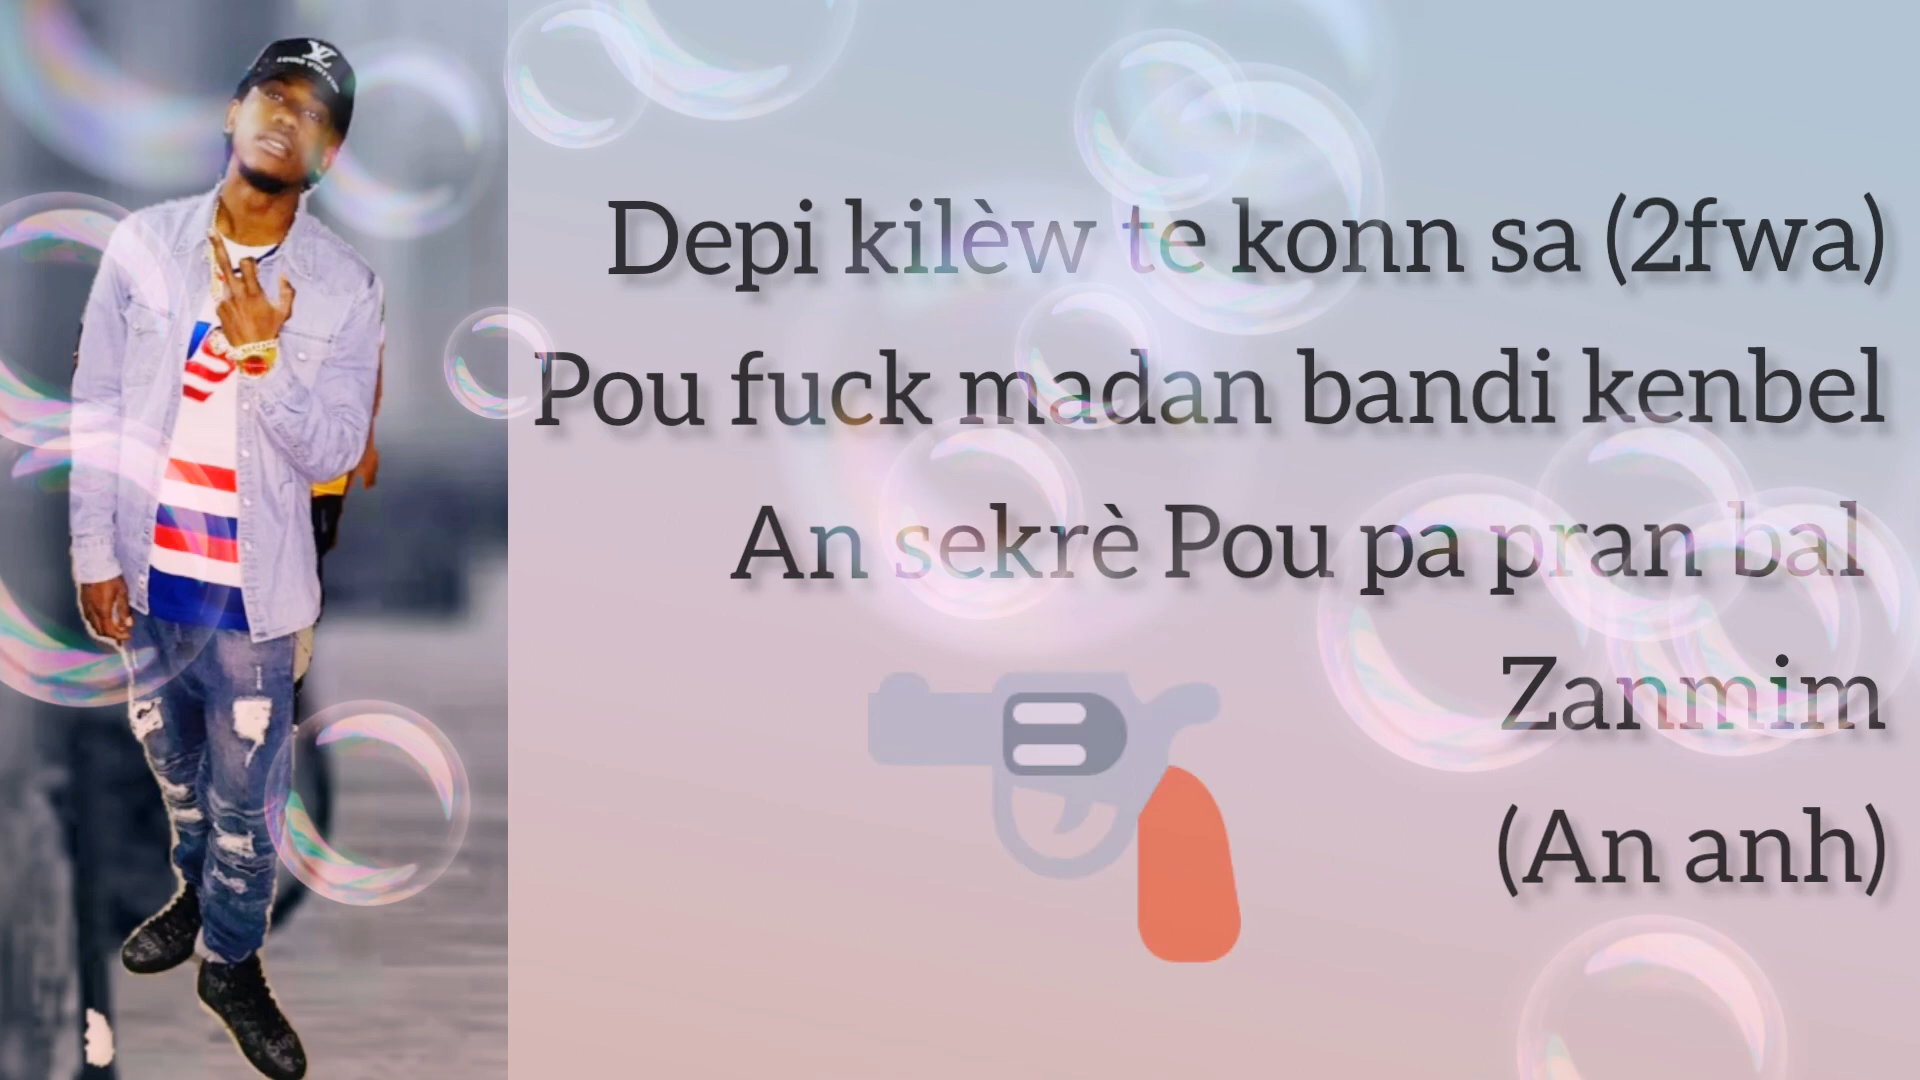 Depi kilèw te konn sa (2fwa)
Pou fuck madan bandi kenbel
An sekrè Pou pa pran bal
Zanmim
(An anh)